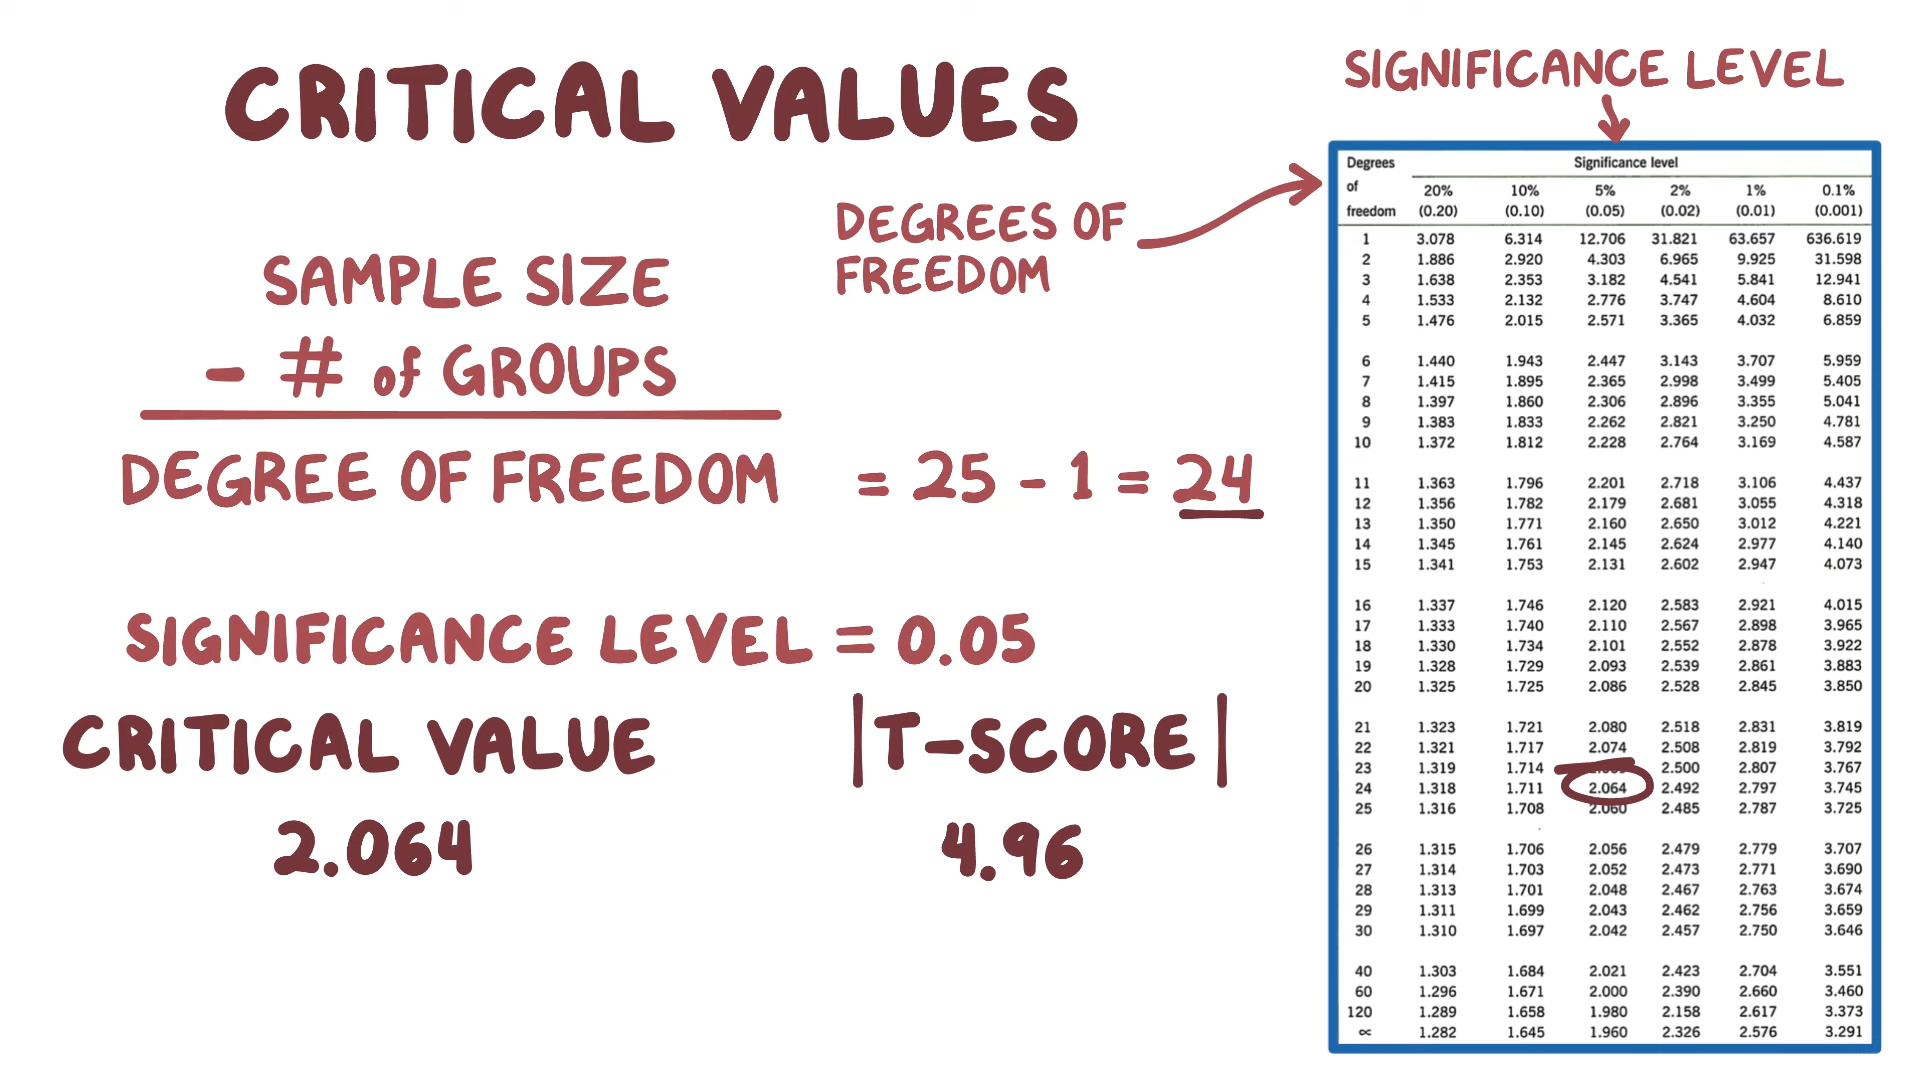 CRITICAL VALUES
SAMPLE SIZE
- # of GROUPS
DEGREE OF FREEDOM = 25 - 1 = 24
SIGNIFICANCE LEVEL = 0.05
CRITICAL VALUE |T-SCORE|
2.064 4.96
DEGREES OF
FREEDOM
SIGNIFICANCE LEVEL
Degrees Significance level
of 20% 10% 5% 2% 1% 0.1%
freedom (0.20) (0.10) (0.05) (0.02) (0.01) (0.001)
1 3.078 6.314 12.706 31.821 63.657 636.619
2 1.886 2.920 4.303 6.965 9.925 31.598
3 1.638 2.353 3.182 4.541 5.841 12.941
4 1.533 2.132 2.776 3.747 4.604 8.610
5 1.476 2.015 2.571 3.365 4.032 6.859
6 1.440 1.943 2.447 3.143 3.707 5.959
7 1.415 1.895 2.365 2.998 3.499 5.405
8 1.397 1.860 2.306 2.896 3.355 5.041
9 1.383 1.833 2.262 2.821 3.250 4.781
10 1.372 1.812 2.228 2.764 3.169 4.587
11 1.363 1.796 2.201 2.718 3.106 4.437
12 1.356 1.782 2.179 2.681 3.055 4.318
13 1.350 1.771 2.160 2.650 3.012 4.221
14 1.345 1.761 2.145 2.624 2.977 4.140
15 1.341 1.753 2.131 2.602 2.947 4.073
16 1.337 1.746 2.120 2.583 2.921 4.015
17 1.333 1.740 2.110 2.567 2.898 3.965
18 1.330 1.734 2.101 2.552 2.878 3.922
19 1.328 1.729 2.093 2.539 2.861 3.883
20 1.325 1.725 2.086 2.528 2.845 3.850
21 1.323 1.721 2.080 2.518 2.831 3.819
22 1.321 1.717 2.074 2.508 2.819 3.792
23 1.319 1.714 2.500 2.807 3.767
24 1.318 1.711 2.064 2.492 2.797 3.745
25 1.316 1.708 2.060 2.485 2.787 3.725
26 1.315 1.706 2.056 2.479 2.779 3.707
27 1.314 1.703 2.052 2.473 2.771 3.690
28 1.313 1.701 2.048 2.467 2.763 3.674
29 1.311 1.699 2.043 2.462 2.756 3.659
30 1.310 1.697 2.042 2.457 2.750 3.646
40 1.303 1.684 2.021 2.423 2.704 3.551
60 1.296 1.671 2.000 2.390 2.660 3.460
120 1.289 1.658 1.980 2.158 2.617 3.373
∝ 1.282 1.645 1.960 2.326 2.576 3.291